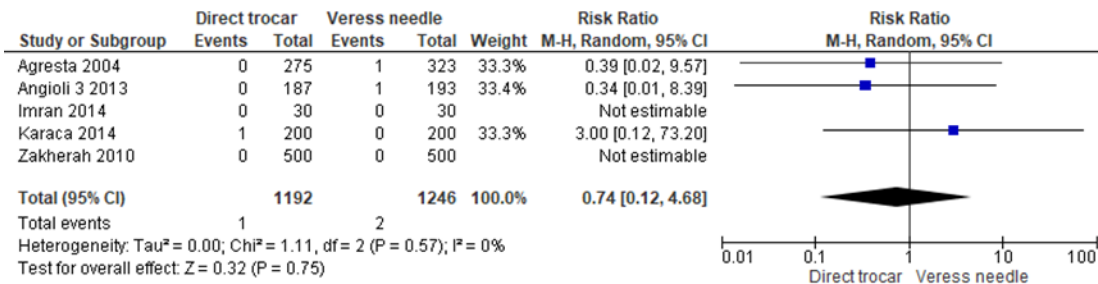 Direct trocar Veress needle Risk Ratio Risk Ratio
Study or Subgroup Events Total Events Total Weight M-H, Random, 95% CI M-H, Random, 95% CI
Agresta 2004 0 275 1 323 33.3% 0.39 [0.02, 9.57]
Angioli 3 2013 0 187 1 193 33.4% 0.34 [0.01, 8.39]
Imran 2014 0 30 0 30 Not estimable
Karaca 2014 1 200 0 200 33.3% 3.00 [0.12, 73.20]
Zakherah 2010 0 500 0 500 Not estimable
Total (95% CI) 1192 1246 100.0% 0.74 [0.12, 4.68]
Total events 1 2
Heterogeneity: Tau² = 0.00; Chi² = 1.11, df = 2 (P = 0.57); I² = 0%
Test for overall effect: Z = 0.32 (P = 0.75)
0.01 0.1 1 10 100
Direct trocar Veress needle